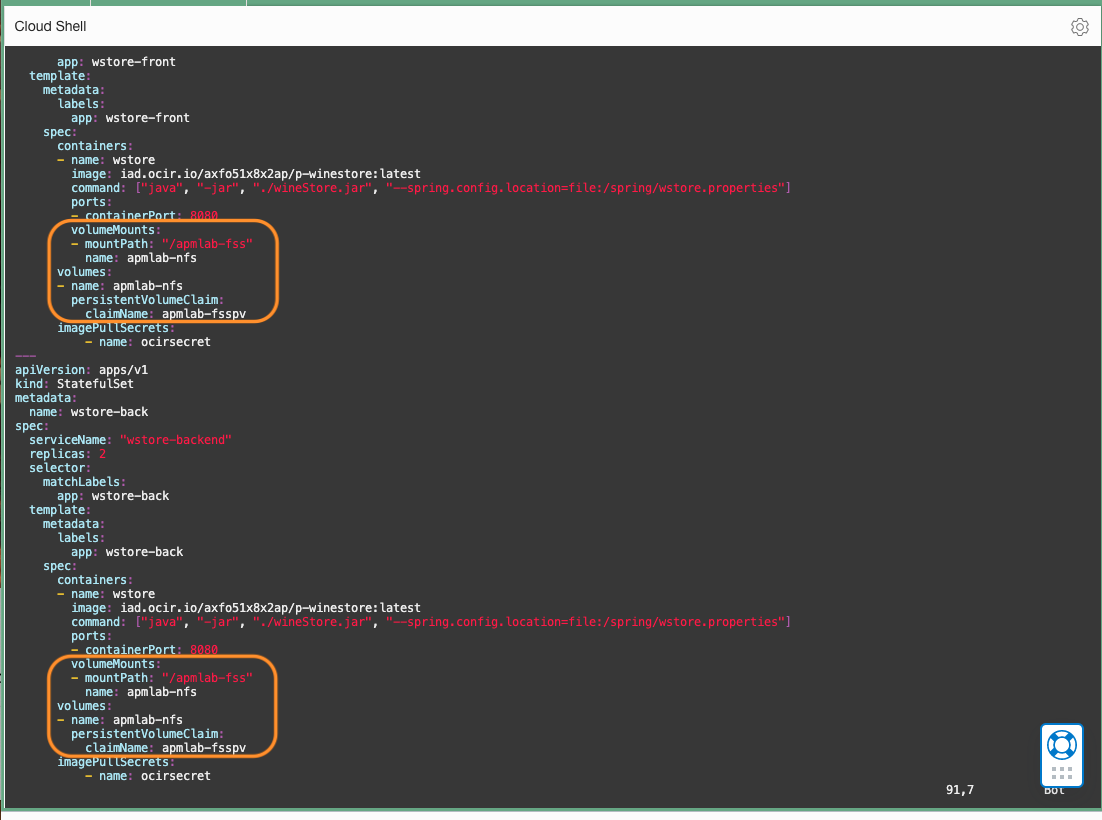 Cloud Shell
      app: wstore-front
  template:
    metadata:
      labels:
        app: wstore-front
    spec:
      containers:
      - name: wstore
        image: iad.ocir.io/axfo51x8x2ap/p-winestore:latest
        command: ["java", "-jar", "./wineStore.jar", "--spring.config.location=file:/spring/wstore.properties"]
        ports:
        - containerPort: 8080
        volumeMounts:
        - mountPath: "/apmlab-fss"
          name: apmlab-nfs
      volumes:
      - name: apmlab-nfs
        persistentVolumeClaim:
          claimName: apmlab-fsspv
      imagePullSecrets:
          - name: ocirsecret
---
apiVersion: apps/v1
kind: StatefulSet
metadata:
  name: wstore-back
spec:
  serviceName: "wstore-backend"
  replicas: 2
  selector:
    matchLabels:
      app: wstore-back
  template:
    metadata:
      labels:
        app: wstore-back
    spec:
      containers:
      - name: wstore
        image: iad.ocir.io/axfo51x8x2ap/p-winestore:latest
        command: ["java", "-jar", "./wineStore.jar", "--spring.config.location=file:/spring/wstore.properties"]
        ports:
        - containerPort: 8080
        volumeMounts:
        - mountPath: "/apmlab-fss"
          name: apmlab-nfs
      volumes:
      - name: apmlab-nfs
        persistentVolumeClaim:
          claimName: apmlab-fsspv
      imagePullSecrets:
          - name: ocirsecret
91,7 Bot